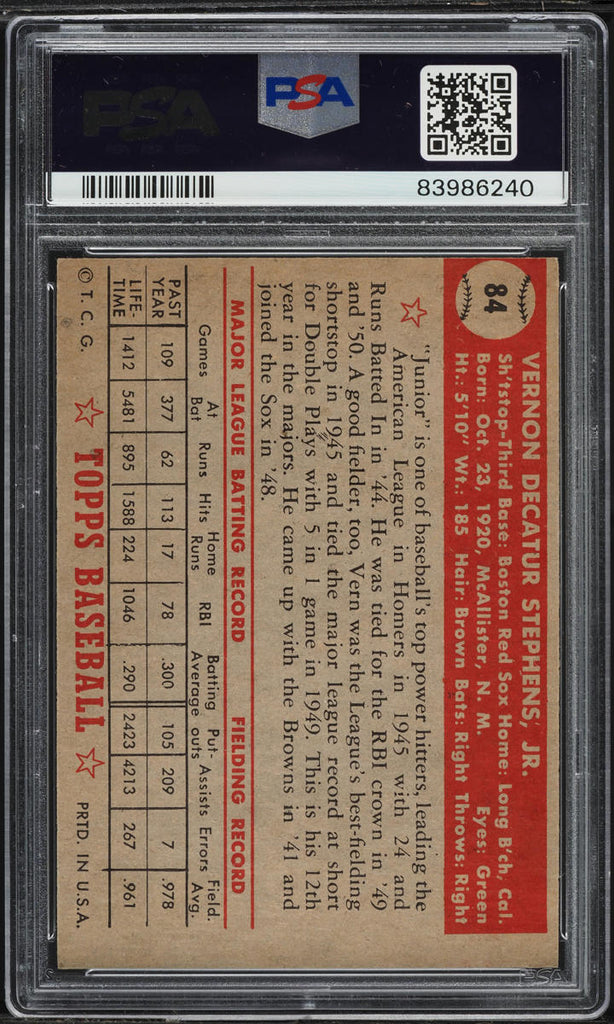 PSA
PSA
83986240
84
VERNON DECATUR STEPHENS, JR.
Sh'tstop-Third Base: Boston Red Sox Home: Long B'ch, Cal.
Born: Oct. 23, 1920, McAllister, N. M. Eyes: Green
Ht.: 5'10" Wt.: 185 Hair: Brown Bats: Right Throws: Right
"Junior" is one of baseball's top power hitters, leading the
American League in Homers in 1945 with 24 and
Runs Batted In in '44. He was tied for the RBI crown in '49
and '50. A good fielder, too, Vern was the League's best-fielding
shortstop in 1945 and tied the major league record at short
for Double Plays with 5 in 1 game in 1949. This is his 12th
year in the majors. He came up with the Browns in '41 and
joined the Sox in '48.
MAJOR LEAGUE BATTING RECORD FIELDING RECORD
Games At Bat Runs Hits Home Runs RBI Batting Average Put-outs Assists Errors Field. Avg.
PAST YEAR 109 377 62 113 17 78 .300 105 209 7 .978
LIFE-TIME 1412 5481 895 1588 224 1046 .290 2423 4213 267 .961
© T. C. G. TOPPS BASEBALL PRTD. IN U.S.A.
PSA